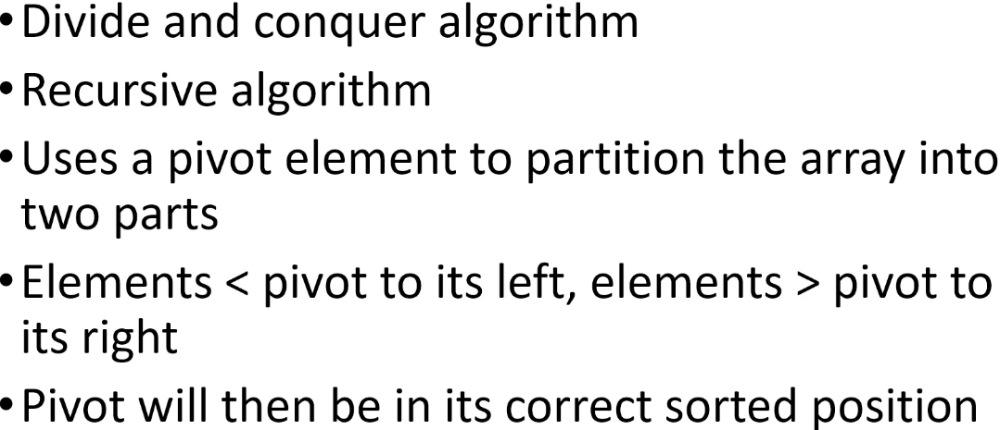 •Divide and conquer algorithm
•Recursive algorithm
•Uses a pivot element to partition the array into
two parts
•Elements < pivot to its left, elements > pivot to
its right
•Pivot will then be in its correct sorted position